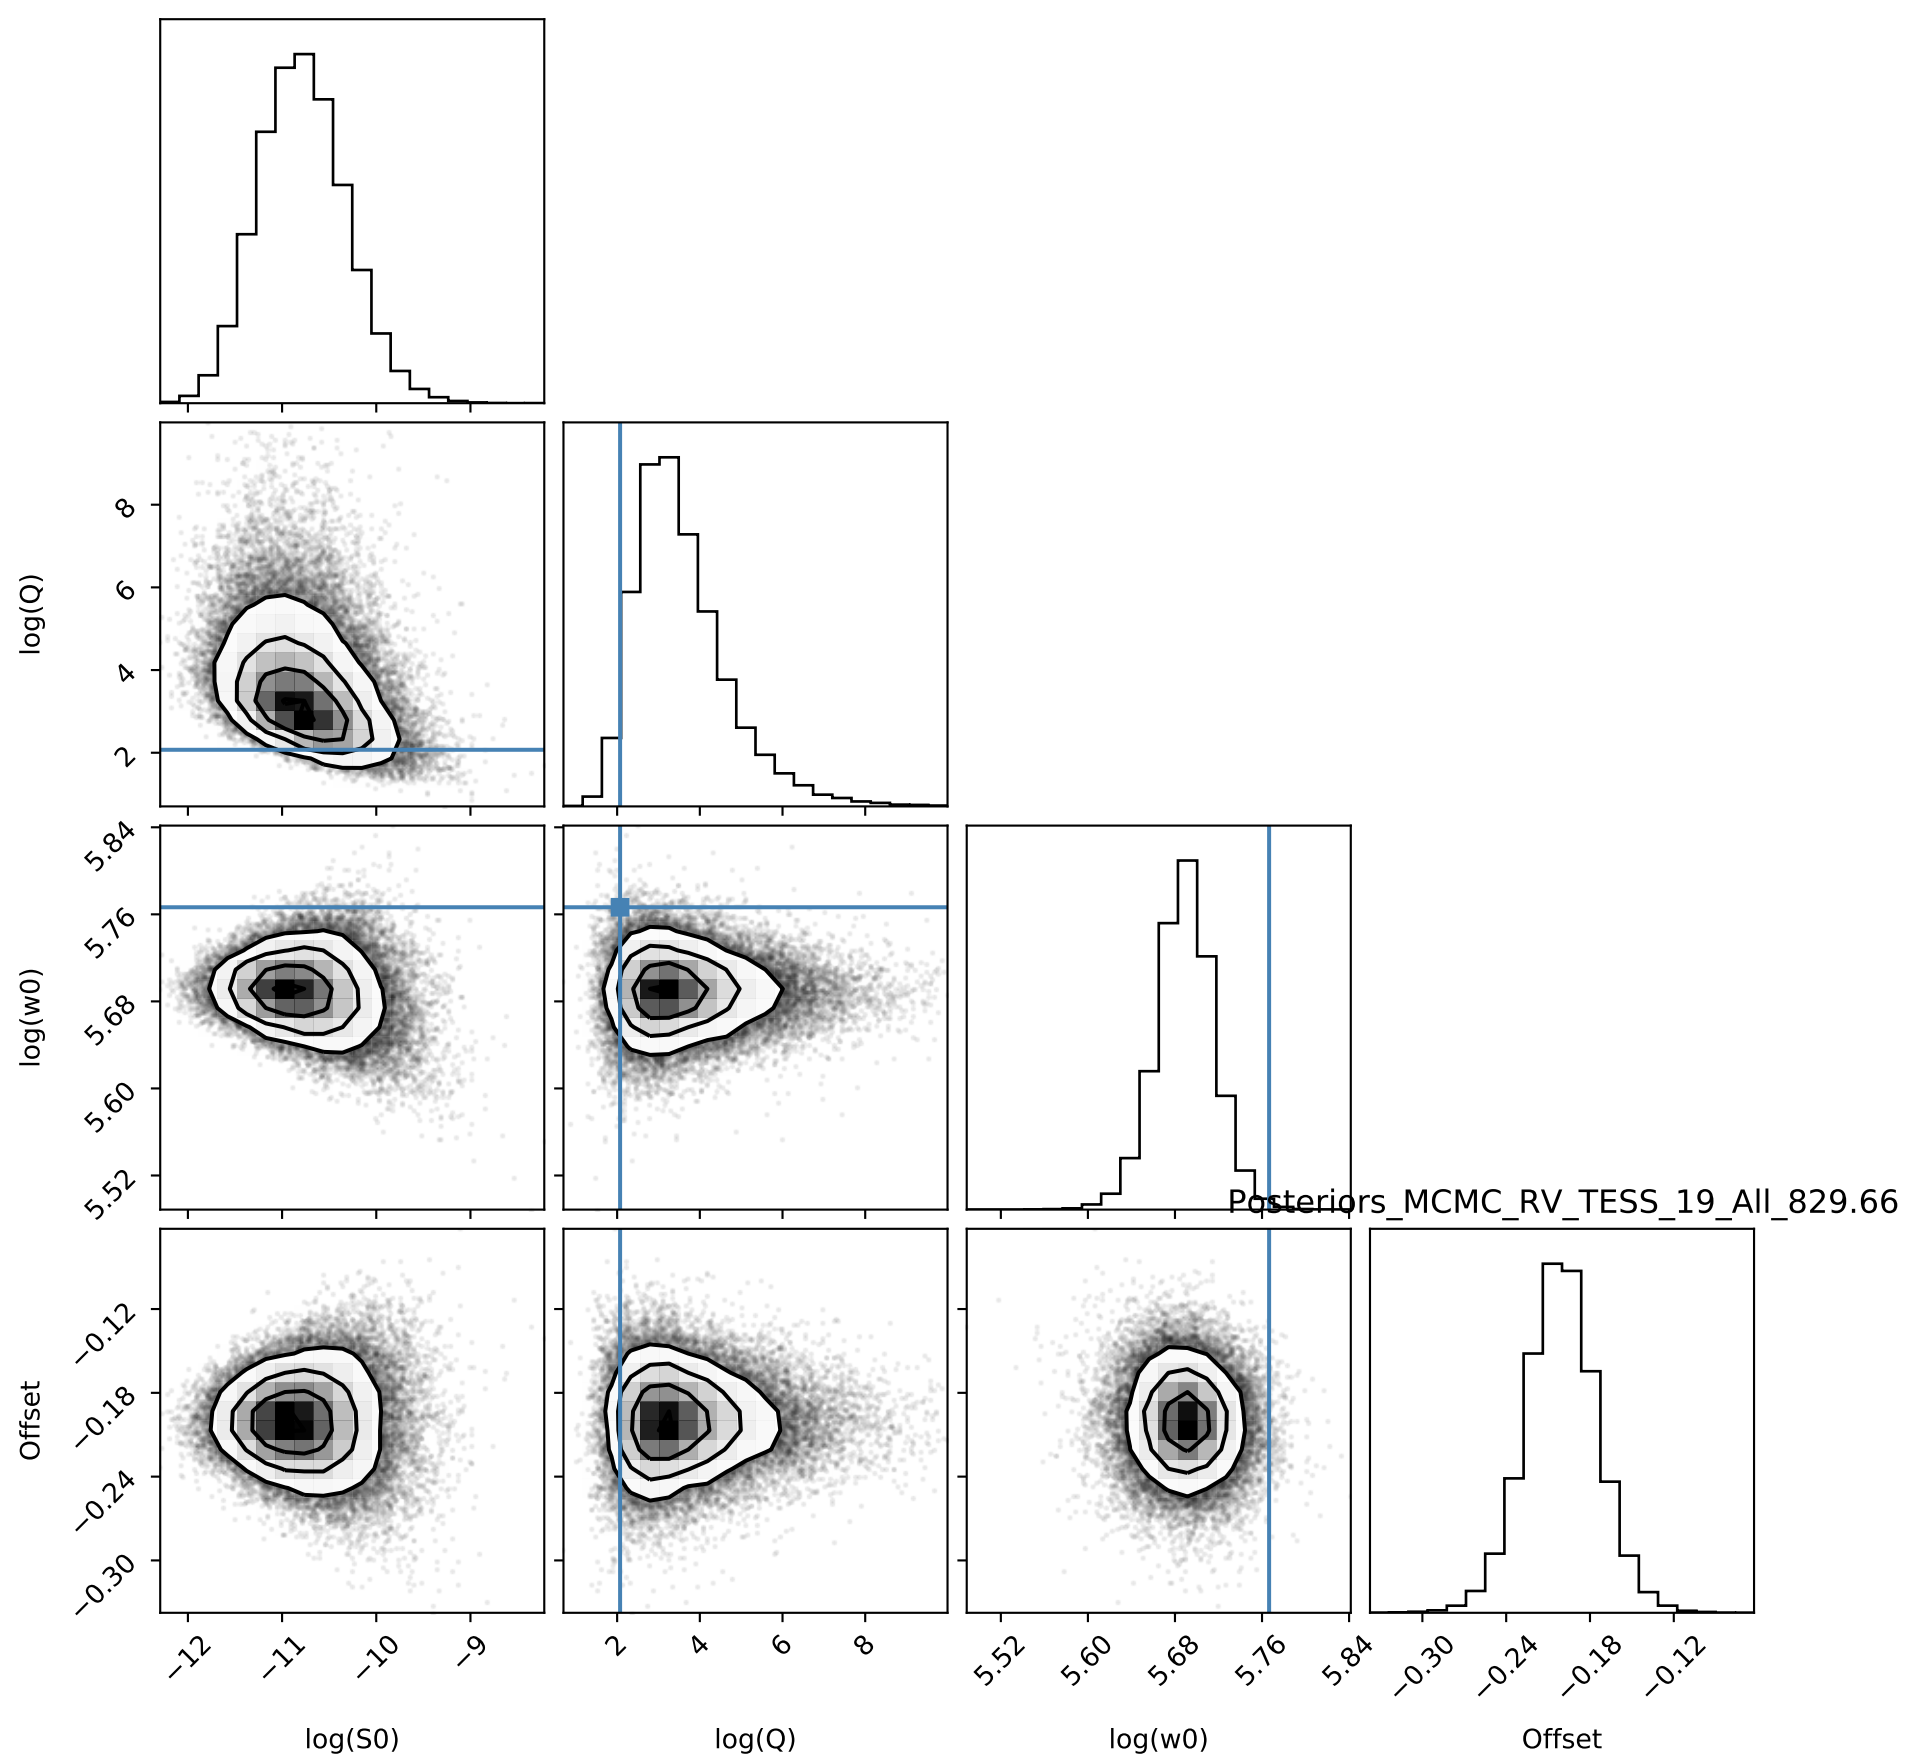 log(Q)
8
6
4
2
log(w0)
5.84
5.76
5.68
5.60
5.52
Posteriors_MCMC_RV_TESS_19_All_829.66
Offset
−0.12
−0.18
−0.24
−0.30
−12 −11 −10 −9 2 4 6 8 5.52 5.60 5.68 5.76 5.84 −0.30 −0.24 −0.18 −0.12
log(S0) log(Q) log(w0) Offset